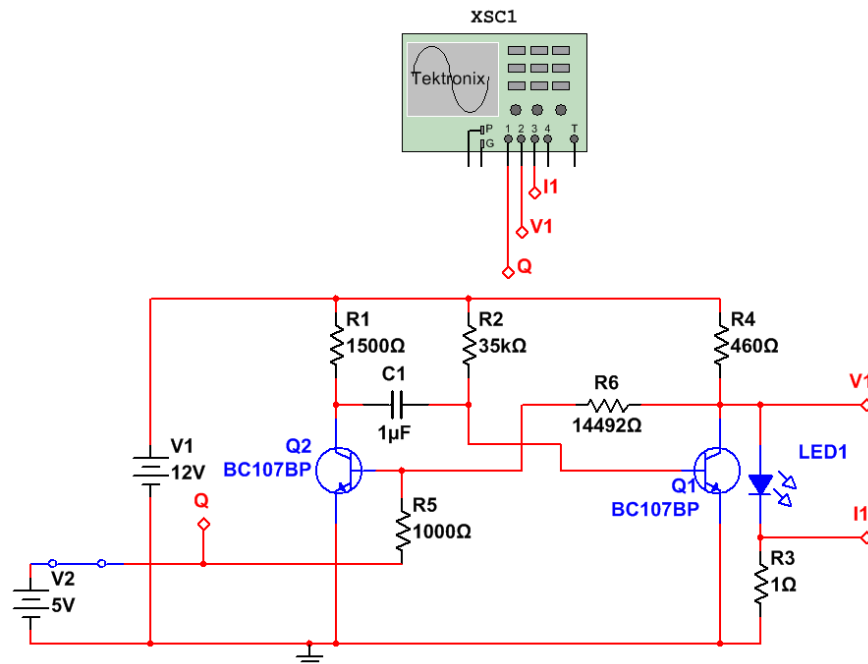 XSC1
Tektronix
P
G
1 2 3 4 T
I1
V1
Q
R1
1500Ω
R2
35kΩ
R4
460Ω
C1
1µF
R6
14492Ω
V1
V1
12V
Q2
BC107BP
Q1
BC107BP
LED1
Q
R5
1000Ω
I1
R3
1Ω
V2
5V